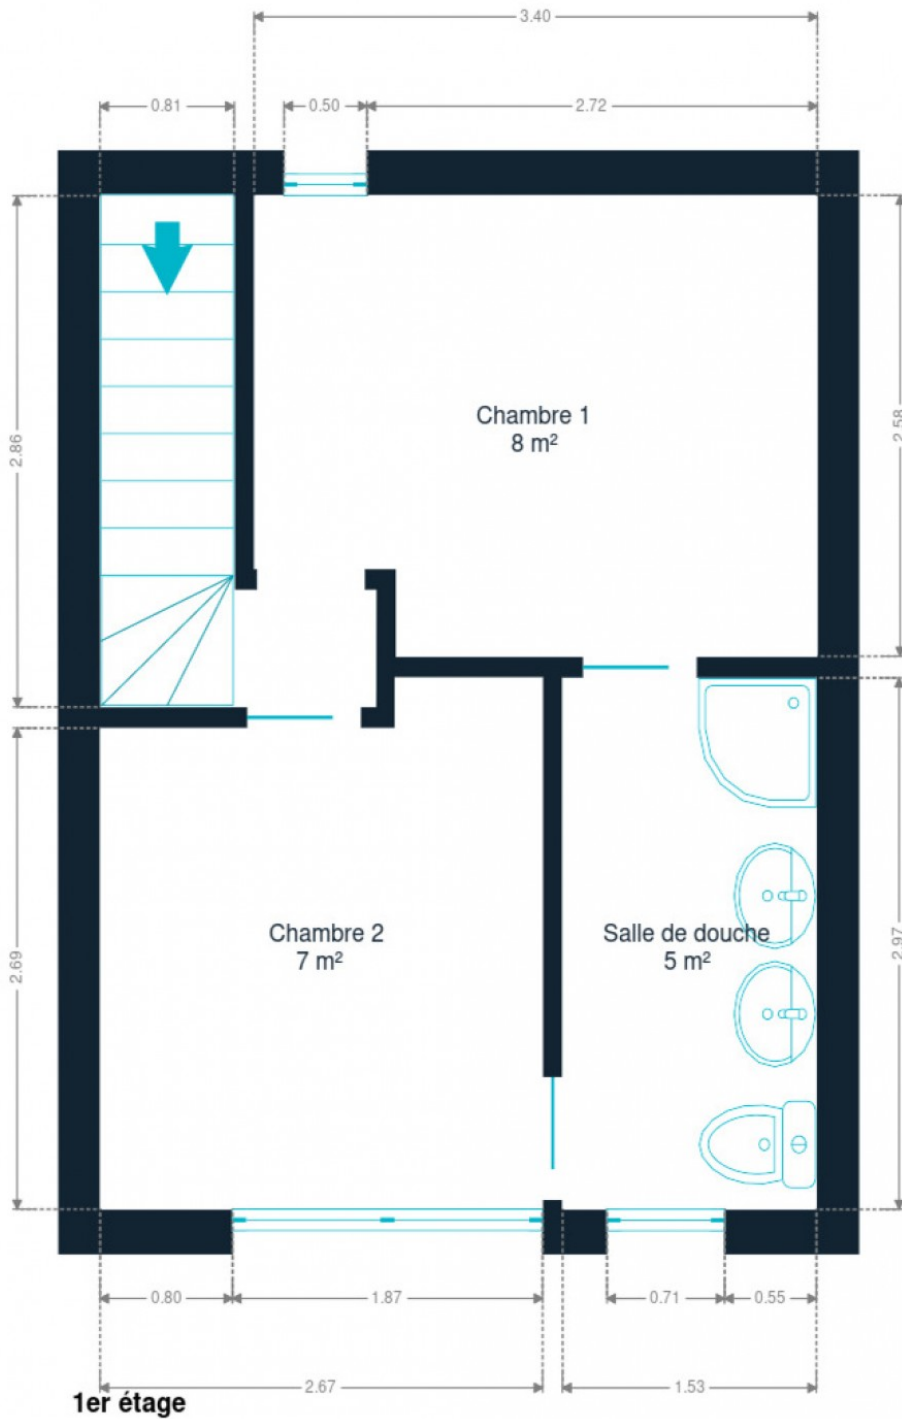 3.40
0.81
0.50
2.72
2.86
2.58
Chambre 1
8 m²
Chambre 2
7 m²
Salle de douche
5 m²
2.69
2.97
0.80
1.87
0.71
0.55
2.67
1.53
1er étage